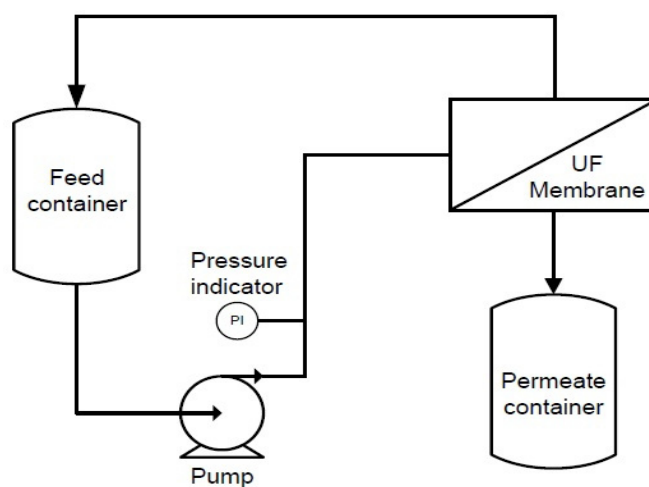 Feed
container
UF
Membrane
Pressure
indicator
PI
Permeate
container
Pump